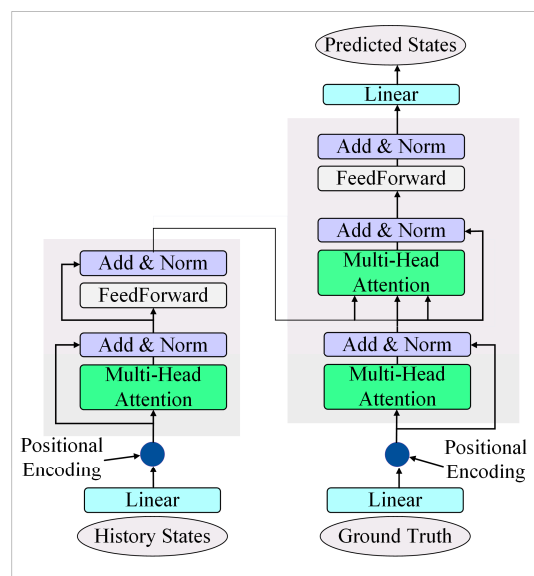 Predicted States
Linear
Add & Norm
FeedForward
Add & Norm
Multi-Head
Attention
Add & Norm
Multi-Head
Attention
Positional
Encoding
Linear
Ground Truth
Add & Norm
FeedForward
Add & Norm
Multi-Head
Attention
Positional
Encoding
Linear
History States